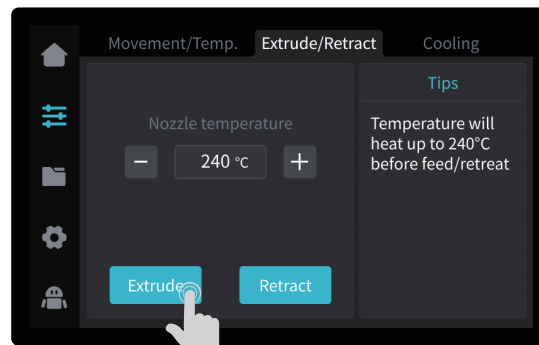 Movement/Temp. Extrude/Retract Cooling
Nozzle temperature
− 240 °C +
Extrude Retract
Tips
Temperature will
heat up to 240°C
before feed/retreat